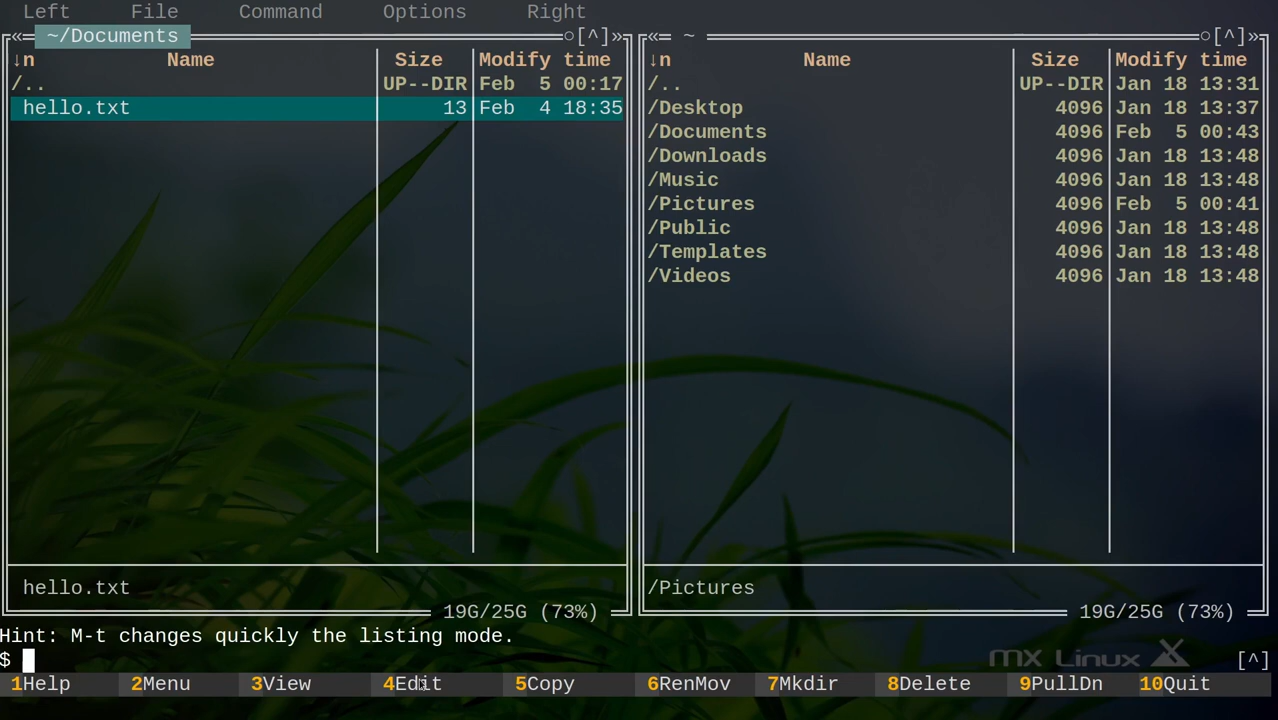 Left File Command Options Right
«═ ~/Documents ○[^]»
↓n Name Size Modify time
/.. UP--DIR Feb 5 00:17
hello.txt 13 Feb 4 18:35
hello.txt
19G/25G (73%)
«═ ~ ○[^]»
↓n Name Size Modify time
/.. UP--DIR Jan 18 13:31
/Desktop 4096 Jan 18 13:37
/Documents 4096 Feb 5 00:43
/Downloads 4096 Jan 18 13:48
/Music 4096 Jan 18 13:48
/Pictures 4096 Feb 5 00:41
/Public 4096 Jan 18 13:48
/Templates 4096 Jan 18 13:48
/Videos 4096 Jan 18 13:48
/Pictures
19G/25G (73%)
Hint: M-t changes quickly the listing mode.
mx Linux
$ [^]
1Help 2Menu 3View 4Edit 5Copy 6RenMov 7Mkdir 8Delete 9PullDn 10Quit